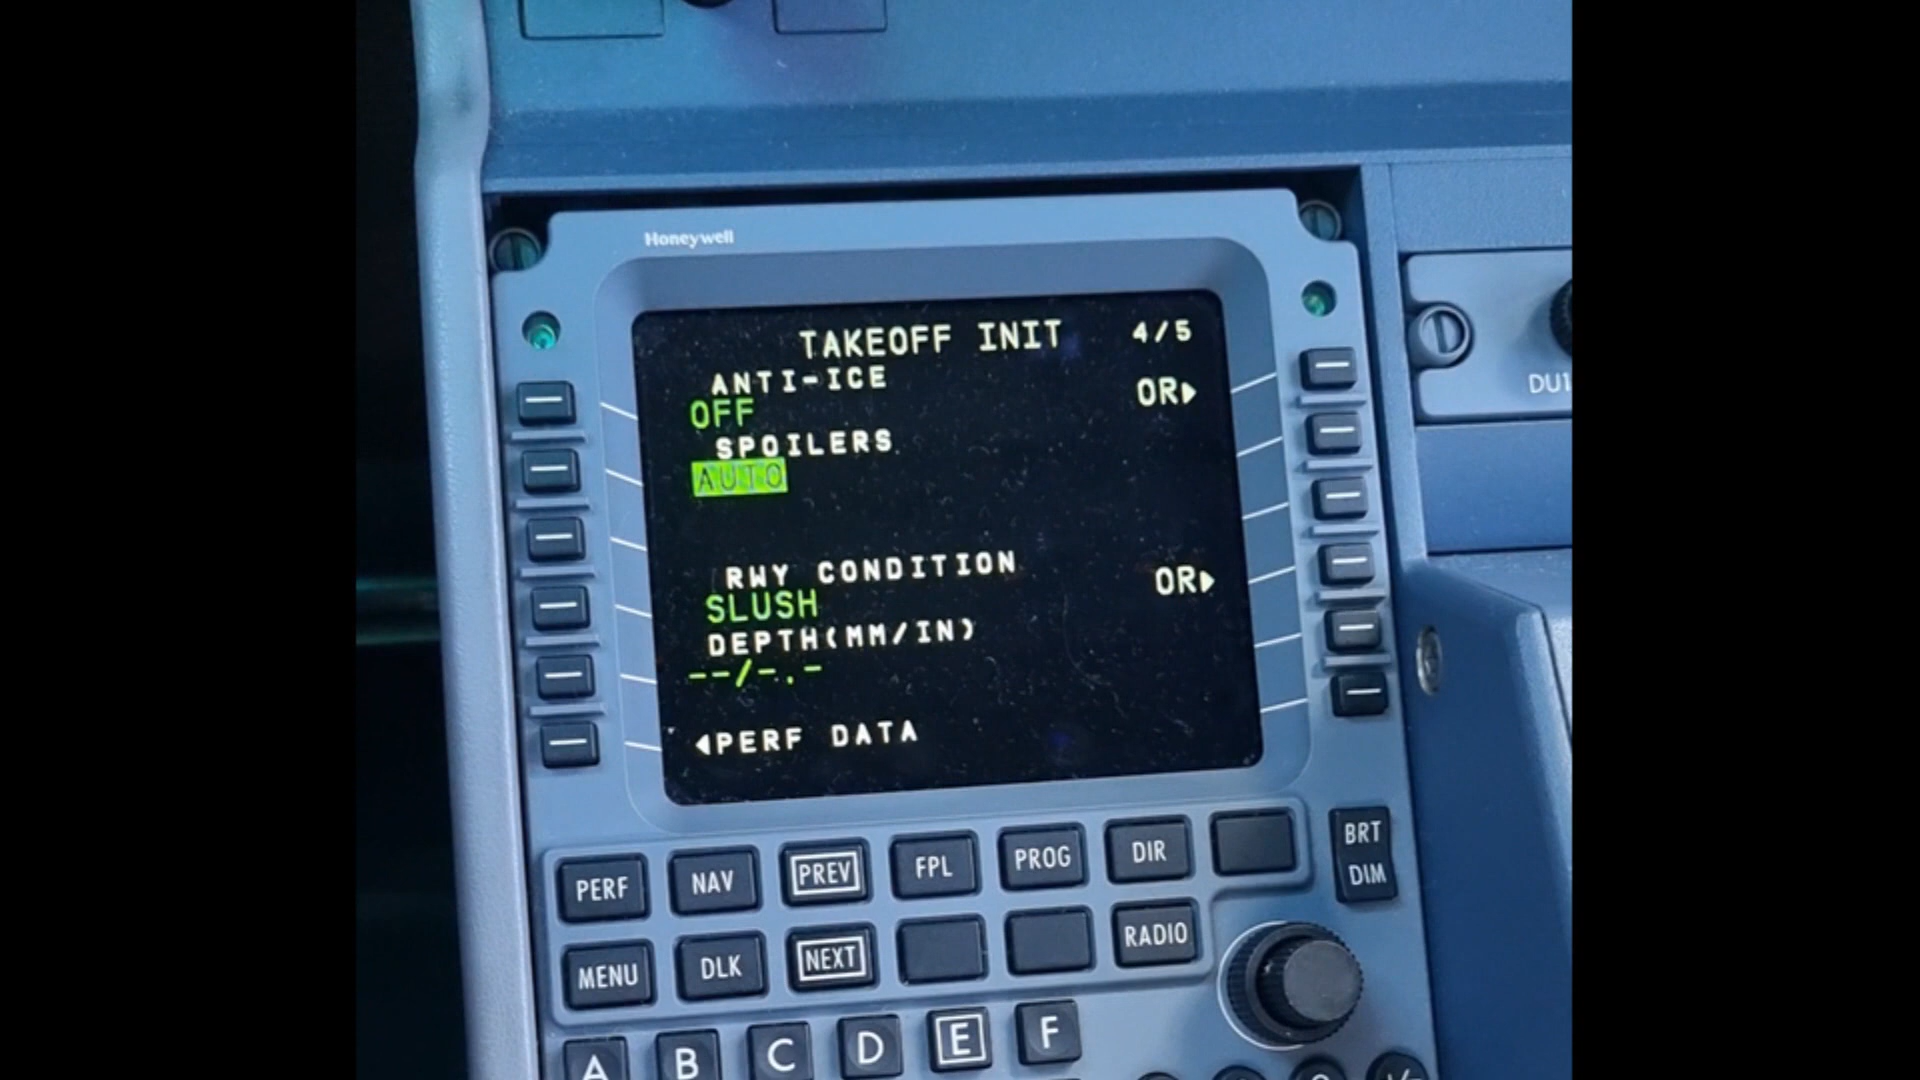 Honeywell
TAKEOFF INIT 4/5
ANTI-ICE
OFF OR▶
SPOILERS
AUTO
RWY CONDITION
SLUSH OR▶
DEPTH(MM/IN)
--/-.-
◀PERF DATA
DU1
BRT
DIM
PERF NAV PREV FPL PROG DIR
MENU DLK NEXT RADIO
A B C D E F